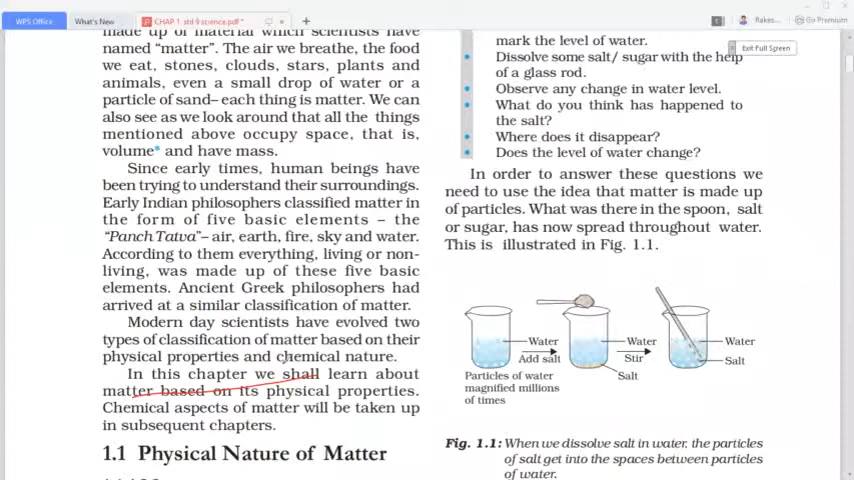 WPS Office
What's New
CHAP 1 std 9 science.pdf *
+
1
Rakes...
Go Premium
Exit Full Screen
made up of material which scientists have
named “matter”. The air we breathe, the food
we eat, stones, clouds, stars, plants and
animals, even a small drop of water or a
particle of sand– each thing is matter. We can
also see as we look around that all the things
mentioned above occupy space, that is,
volume* and have mass.
Since early times, human beings have
been trying to understand their surroundings.
Early Indian philosophers classified matter in
the form of five basic elements – the
“Panch Tatva”– air, earth, fire, sky and water.
According to them everything, living or non-
living, was made up of these five basic
elements. Ancient Greek philosophers had
arrived at a similar classification of matter.
Modern day scientists have evolved two
types of classification of matter based on their
physical properties and chemical nature.
In this chapter we shall learn about
matter based on its physical properties.
Chemical aspects of matter will be taken up
in subsequent chapters.
1.1 Physical Nature of Matter
mark the level of water.
• Dissolve some salt/ sugar with the help
of a glass rod.
• Observe any change in water level.
• What do you think has happened to
the salt?
• Where does it disappear?
• Does the level of water change?
In order to answer these questions we
need to use the idea that matter is made up
of particles. What was there in the spoon, salt
or sugar, has now spread throughout water.
This is illustrated in Fig. 1.1.
Water
Add salt
Particles of water
magnified millions
of times
Water
Stir
Salt
Water
Salt
Fig. 1.1: When we dissolve salt in water, the particles
of salt get into the spaces between particles
of water.